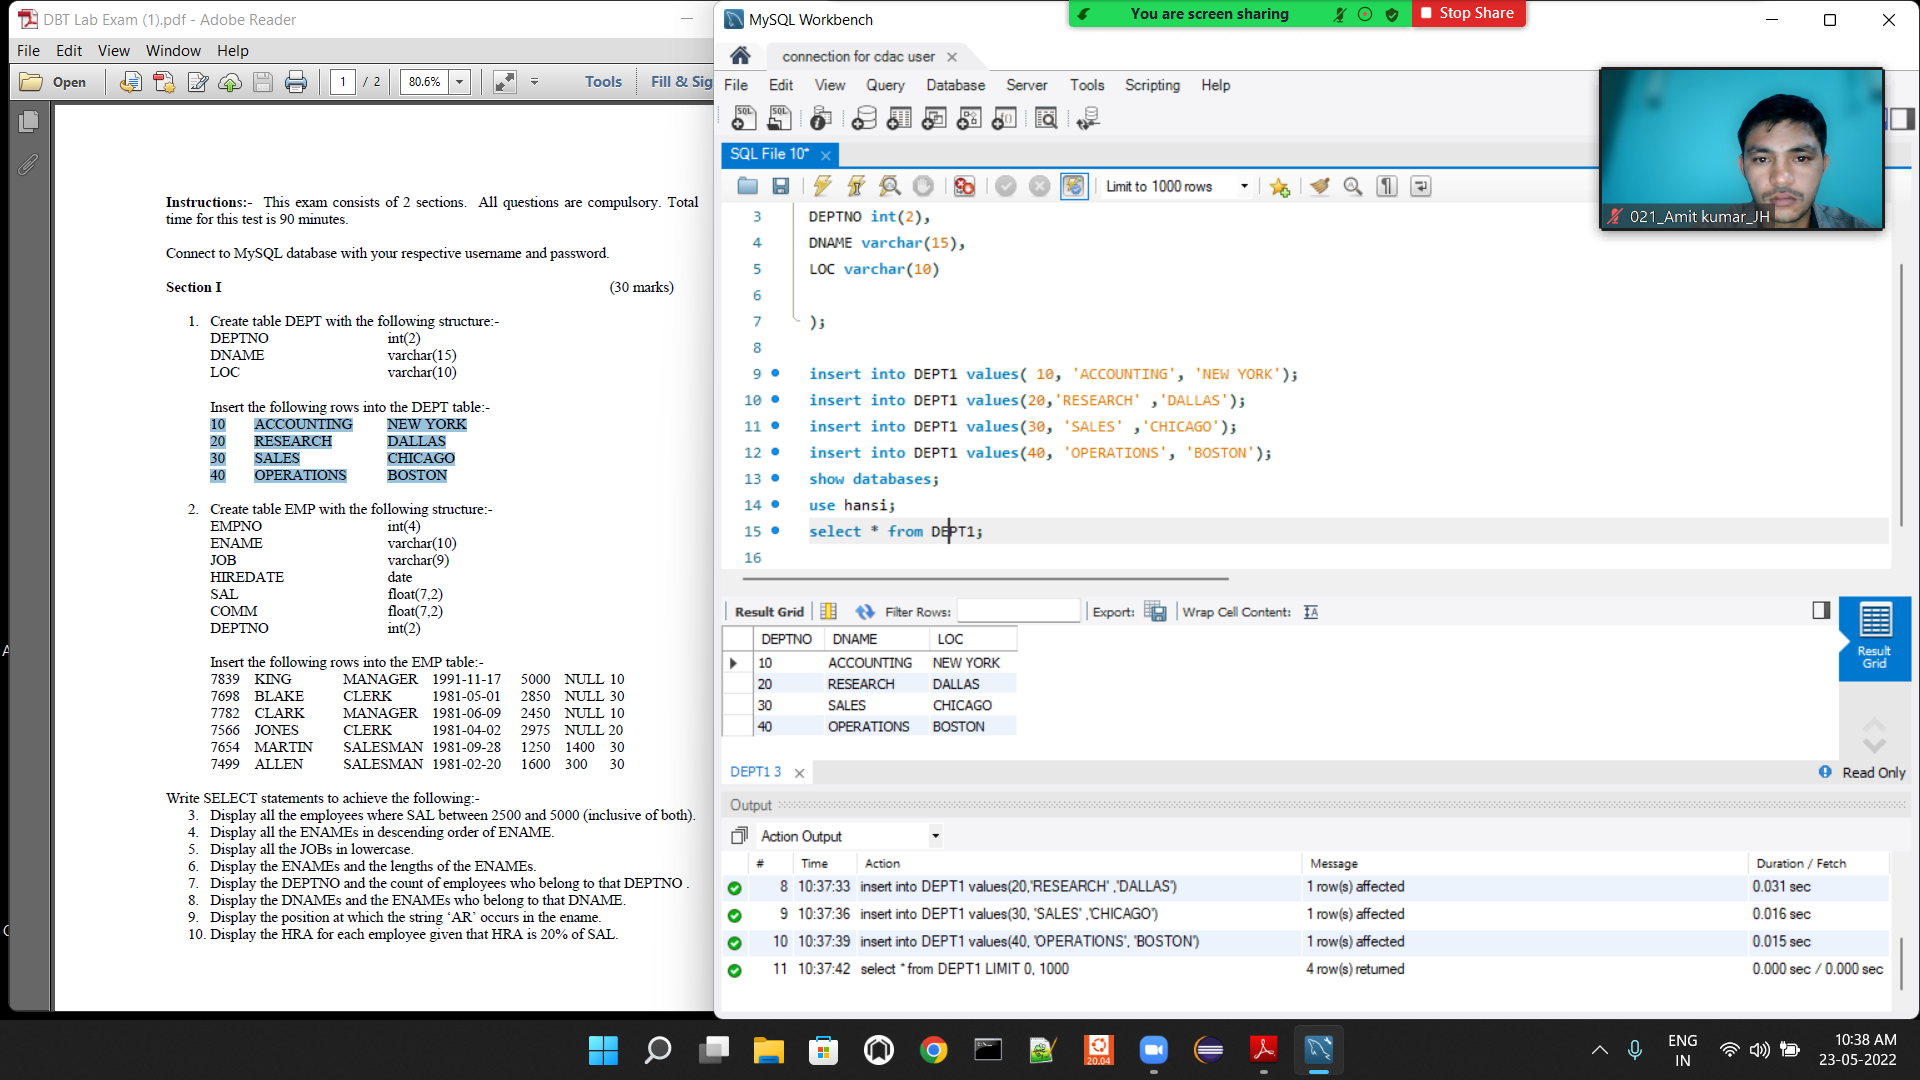 DBT Lab Exam (1).pdf - Adobe Reader
File Edit View Window Help
Open 1 / 2 80.6% Tools Fill & Sig
Instructions:- This exam consists of 2 sections. All questions are compulsory. Total
time for this test is 90 minutes.
Connect to MySQL database with your respective username and password.
Section I (30 marks)
1. Create table DEPT with the following structure:-
DEPTNO int(2)
DNAME varchar(15)
LOC varchar(10)
Insert the following rows into the DEPT table:-
10 ACCOUNTING NEW YORK
20 RESEARCH DALLAS
30 SALES CHICAGO
40 OPERATIONS BOSTON
2. Create table EMP with the following structure:-
EMPNO int(4)
ENAME varchar(10)
JOB varchar(9)
HIREDATE date
SAL float(7,2)
COMM float(7,2)
DEPTNO int(2)
Insert the following rows into the EMP table:-
7839 KING MANAGER 1991-11-17 5000 NULL 10
7698 BLAKE CLERK 1981-05-01 2850 NULL 30
7782 CLARK MANAGER 1981-06-09 2450 NULL 10
7566 JONES CLERK 1981-04-02 2975 NULL 20
7654 MARTIN SALESMAN 1981-09-28 1250 1400 30
7499 ALLEN SALESMAN 1981-02-20 1600 300 30
Write SELECT statements to achieve the following:-
3. Display all the employees where SAL between 2500 and 5000 (inclusive of both).
4. Display all the ENAMEs in descending order of ENAME.
5. Display all the JOBs in lowercase.
6. Display the ENAMEs and the lengths of the ENAMEs.
7. Display the DEPTNO and the count of employees who belong to that DEPTNO .
8. Display the DNAMEs and the ENAMEs who belong to that DNAME.
9. Display the position at which the string ‘AR’ occurs in the ename.
10. Display the HRA for each employee given that HRA is 20% of SAL.
MySQL Workbench
You are screen sharing Stop Share
connection for cdac user
File Edit View Query Database Server Tools Scripting Help
SQL File 10*
Limit to 1000 rows
021_Amit kumar_JH
3 DEPTNO int(2),
4 DNAME varchar(15),
5 LOC varchar(10)
6
7 );
8
9 insert into DEPT1 values( 10, 'ACCOUNTING', 'NEW YORK');
10 insert into DEPT1 values(20,'RESEARCH' ,'DALLAS');
11 insert into DEPT1 values(30, 'SALES' ,'CHICAGO');
12 insert into DEPT1 values(40, 'OPERATIONS', 'BOSTON');
13 show databases;
14 use hansi;
15 select * from DEPT1;
16
Result Grid Filter Rows: Export: Wrap Cell Content:
DEPTNO DNAME LOC
10 ACCOUNTING NEW YORK
20 RESEARCH DALLAS
30 SALES CHICAGO
40 OPERATIONS BOSTON
Result
Grid
DEPT1 3 Read Only
Output
Action Output
# Time Action Message Duration / Fetch
8 10:37:33 insert into DEPT1 values(20,'RESEARCH' ,'DALLAS') 1 row(s) affected 0.031 sec
9 10:37:36 insert into DEPT1 values(30, 'SALES' ,'CHICAGO') 1 row(s) affected 0.016 sec
10 10:37:39 insert into DEPT1 values(40, 'OPERATIONS', 'BOSTON') 1 row(s) affected 0.015 sec
11 10:37:42 select * from DEPT1 LIMIT 0, 1000 4 row(s) returned 0.000 sec / 0.000 sec
20.04
ENG
IN
10:38 AM
23-05-2022